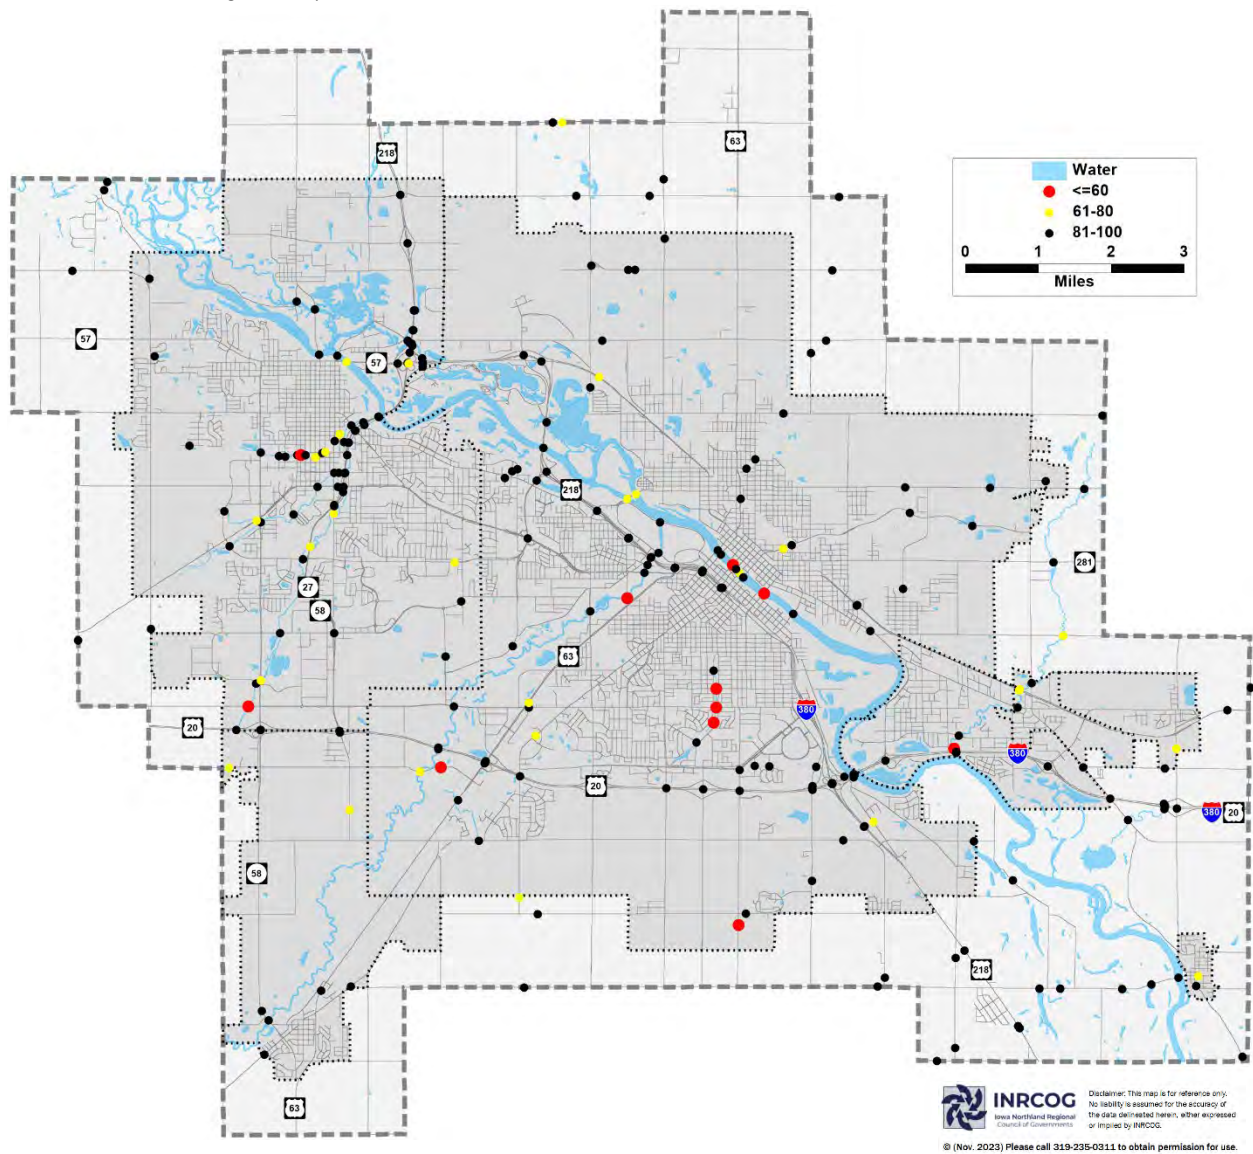 218
63
Water
<=60
61-80
81-100
0 1 2 3
Miles
57
57
218
281
27
58
63
380
20
380
20
380
20
58
218
63
INRCOG
Iowa Northland Regional
Council of Governments
Disclaimer: This map is for reference only.
No liability is assumed for the accuracy of
the data delineated herein, either expressed
or implied by INRCOG.
© (Nov. 2023) Please call 319-235-0311 to obtain permission for use.